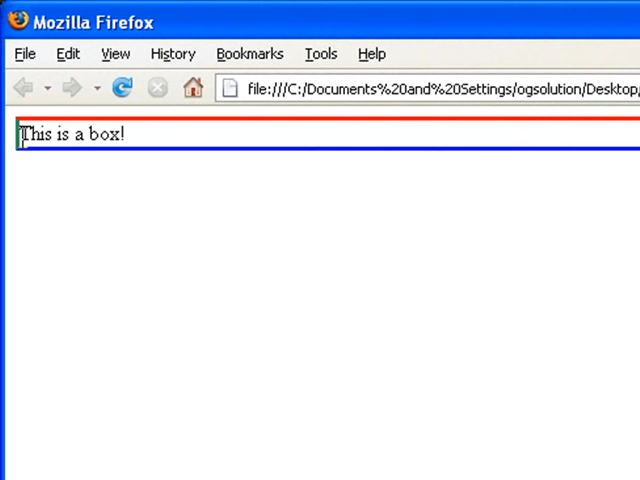 Mozilla Firefox
File Edit View History Bookmarks Tools Help
file:///C:/Documents%20and%20Settings/ogsolution/Desktop
This is a box!